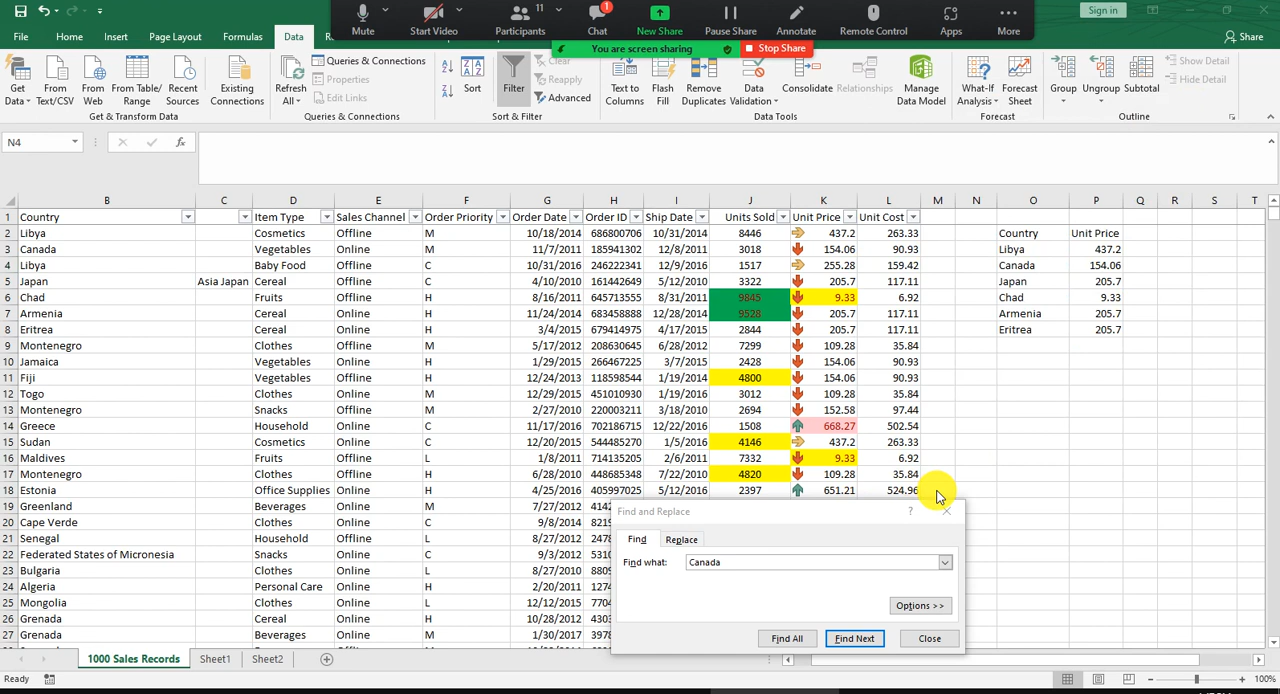 Mute Start Video Participants 11 Chat 1 New Share Pause Share Annotate Remote Control Apps More Sign in
File Home Insert Page Layout Formulas Data You are screen sharing Stop Share Share
Get Data From Text/CSV From Web From Table/Range Recent Sources Existing Connections Refresh All Queries & Connections Properties Edit Links Sort Filter Clear Reapply Advanced Text to Columns Flash Fill Remove Duplicates Data Validation Consolidate Relationships Manage Data Model What-If Analysis Forecast Sheet Group Ungroup Subtotal Show Detail Hide Detail
Get & Transform Data Queries & Connections Sort & Filter Data Tools Forecast Outline
N4 fx
B C D E F G H I J K L M N O P Q R S T
1 Country Item Type Sales Channel Order Priority Order Date Order ID Ship Date Units Sold Unit Price Unit Cost
2 Libya Cosmetics Offline M 10/18/2014 686800706 10/31/2014 8446 437.2 263.33 Country Unit Price
3 Canada Vegetables Online M 11/7/2011 185941302 12/8/2011 3018 154.06 90.93 Libya 437.2
4 Libya Baby Food Offline C 10/31/2016 246222341 12/9/2016 1517 255.28 159.42 Canada 154.06
5 Japan Asia Japan Cereal Offline C 4/10/2010 161442649 5/12/2010 3322 205.7 117.11 Japan 205.7
6 Chad Fruits Offline H 8/16/2011 645713555 8/31/2011 9845 9.33 6.92 Chad 9.33
7 Armenia Cereal Online H 11/24/2014 683458888 12/28/2014 9528 205.7 117.11 Armenia 205.7
8 Eritrea Cereal Online H 3/4/2015 679414975 4/17/2015 2844 205.7 117.11 Eritrea 205.7
9 Montenegro Clothes Offline M 5/17/2012 208630645 6/28/2012 7299 109.28 35.84
10 Jamaica Vegetables Online H 1/29/2015 266467225 3/7/2015 2428 154.06 90.93
11 Fiji Vegetables Offline H 12/24/2013 118598544 1/19/2014 4800 154.06 90.93
12 Togo Clothes Online M 12/29/2015 451010930 1/19/2016 3012 109.28 35.84
13 Montenegro Snacks Offline M 2/27/2010 220003211 3/18/2010 2694 152.58 97.44
14 Greece Household Online C 11/17/2016 702186715 12/22/2016 1508 668.27 502.54
15 Sudan Cosmetics Online C 12/20/2015 544485270 1/5/2016 4146 437.2 263.33
16 Maldives Fruits Offline L 1/8/2011 714135205 2/6/2011 7332 9.33 6.92
17 Montenegro Clothes Offline H 6/28/2010 448685348 7/22/2010 4820 109.28 35.84
18 Estonia Office Supplies Online H 4/25/2016 405997025 5/12/2016 2397 651.21 524.96
19 Greenland Beverages Online M 7/27/2012 4142
20 Cape Verde Clothes Online C 9/8/2014 8219
21 Senegal Household Offline L 8/27/2012 2487
22 Federated States of Micronesia Snacks Online C 9/3/2012 5310
23 Bulgaria Clothes Online L 8/27/2010 8809
24 Algeria Personal Care Online H 2/20/2011 1274
25 Mongolia Clothes Online L 12/12/2015 7704
26 Grenada Cereal Online H 10/28/2012 4304
27 Grenada Beverages Online M 1/30/2017 3978
Find and Replace ?
Find Replace
Find what: Canada
Options >>
Find All Find Next Close
1000 Sales Records Sheet1 Sheet2
Ready 100%